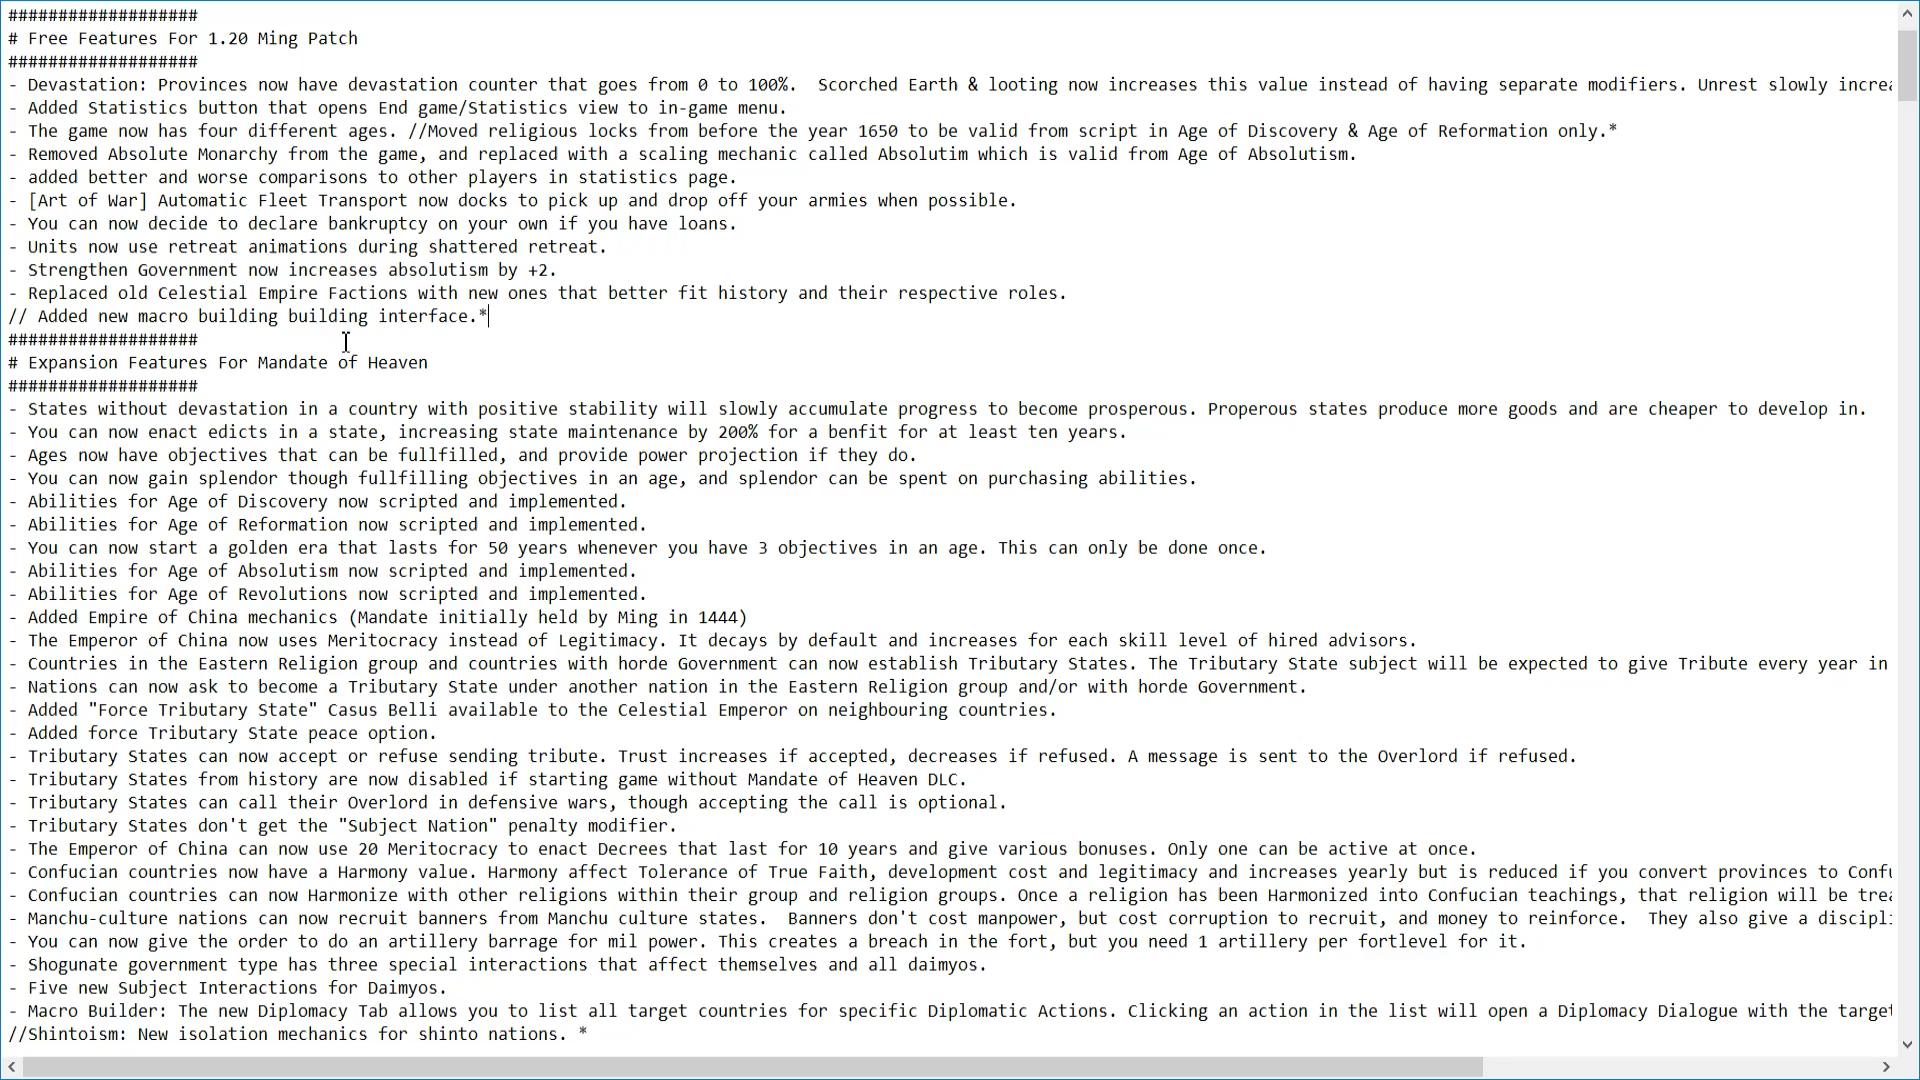 ###################
# Free Features For 1.20 Ming Patch
###################
- Devastation: Provinces now have devastation counter that goes from 0 to 100%.  Scorched Earth & looting now increases this value instead of having separate modifiers. Unrest slowly
- Added Statistics button that opens End game/Statistics view to in-game menu.
- The game now has four different ages. //Moved religious locks from before the year 1650 to be valid from script in Age of Discovery & Age of Reformation only.*
- Removed Absolute Monarchy from the game, and replaced with a scaling mechanic called Absolutim which is valid from Age of Absolutism.
- added better and worse comparisons to other players in statistics page.
- [Art of War] Automatic Fleet Transport now docks to pick up and drop off your armies when possible.
- You can now decide to declare bankruptcy on your own if you have loans.
- Units now use retreat animations during shattered retreat.
- Strengthen Government now increases absolutism by +2.
- Replaced old Celestial Empire Factions with new ones that better fit history and their respective roles.
// Added new macro building building interface.*
###################
# Expansion Features For Mandate of Heaven
###################
- States without devastation in a country with positive stability will slowly accumulate progress to become prosperous. Properous states produce more goods and are cheaper to develop in.
- You can now enact edicts in a state, increasing state maintenance by 200% for a benfit for at least ten years.
- Ages now have objectives that can be fullfilled, and provide power projection if they do.
- You can now gain splendor though fullfilling objectives in an age, and splendor can be spent on purchasing abilities.
- Abilities for Age of Discovery now scripted and implemented.
- Abilities for Age of Reformation now scripted and implemented.
- You can now start a golden era that lasts for 50 years whenever you have 3 objectives in an age. This can only be done once.
- Abilities for Age of Absolutism now scripted and implemented.
- Abilities for Age of Revolutions now scripted and implemented.
- Added Empire of China mechanics (Mandate initially held by Ming in 1444)
- The Emperor of China now uses Meritocracy instead of Legitimacy. It decays by default and increases for each skill level of hired advisors.
- Countries in the Eastern Religion group and countries with horde Government can now establish Tributary States. The Tributary State subject will be expected to give Tribute every year in
- Nations can now ask to become a Tributary State under another nation in the Eastern Religion group and/or with horde Government.
- Added "Force Tributary State" Casus Belli available to the Celestial Emperor on neighbouring countries.
- Added force Tributary State peace option.
- Tributary States can now accept or refuse sending tribute. Trust increases if accepted, decreases if refused. A message is sent to the Overlord if refused.
- Tributary States from history are now disabled if starting game without Mandate of Heaven DLC.
- Tributary States can call their Overlord in defensive wars, though accepting the call is optional.
- Tributary States don't get the "Subject Nation" penalty modifier.
- The Emperor of China can now use 20 Meritocracy to enact Decrees that last for 10 years and give various bonuses. Only one can be active at once.
- Confucian countries now have a Harmony value. Harmony affect Tolerance of True Faith, development cost and legitimacy and increases yearly but is reduced if you convert provinces to
- Confucian countries can now Harmonize with other religions within their group and religion groups. Once a religion has been Harmonized into Confucian teachings, that religion will be
- Manchu-culture nations can now recruit banners from Manchu culture states.  Banners don't cost manpower, but cost corruption to recruit, and money to reinforce.  They also give a
- You can now give the order to do an artillery barrage for mil power. This creates a breach in the fort, but you need 1 artillery per fortlevel for it.
- Shogunate government type has three special interactions that affect themselves and all daimyos.
- Five new Subject Interactions for Daimyos.
- Macro Builder: The new Diplomacy Tab allows you to list all target countries for specific Diplomatic Actions. Clicking an action in the list will open a Diplomacy Dialogue with the target
//Shintoism: New isolation mechanics for shinto nations. *